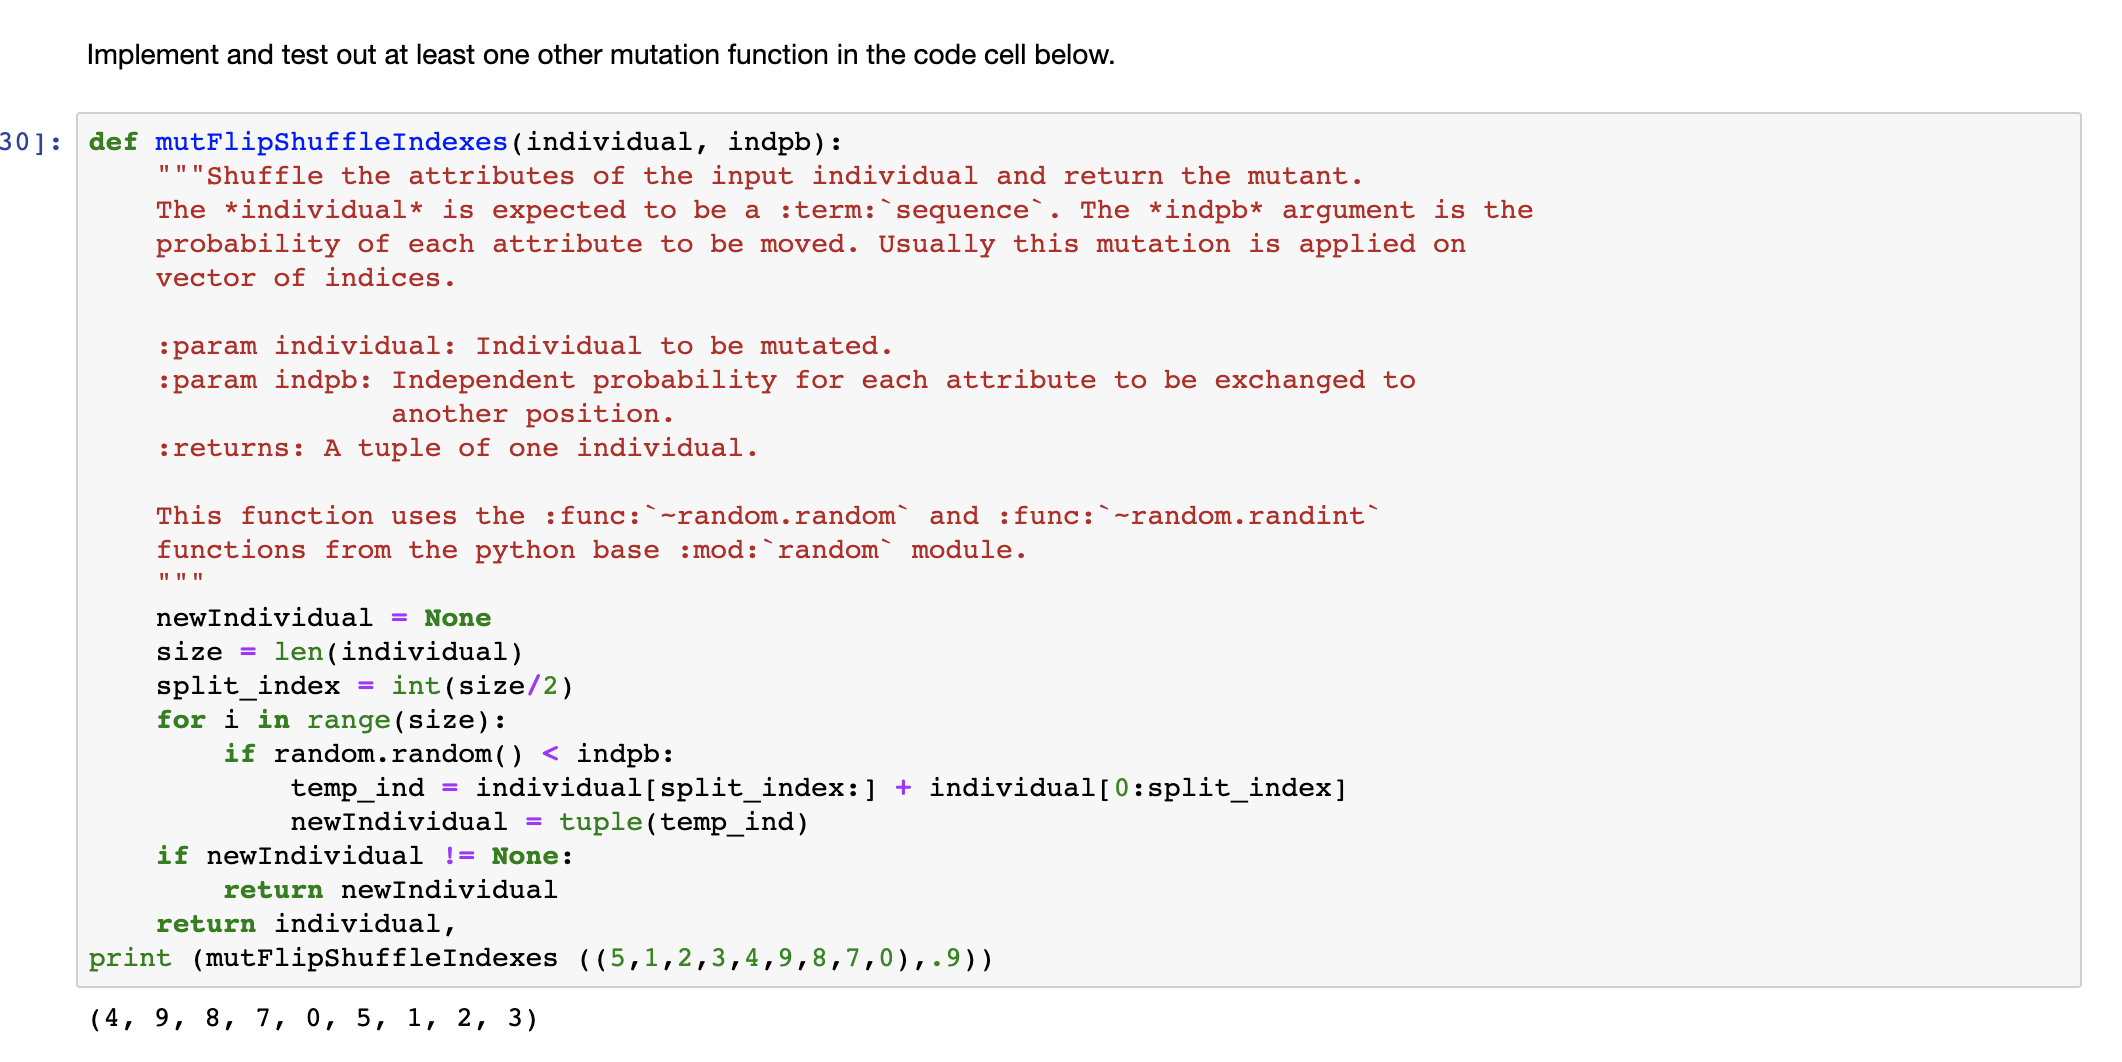 Implement and test out at least one other mutation function in the code cell below.
30]:
def mutFlipShuffleIndexes(individual, indpb):
    """Shuffle the attributes of the input individual and return the mutant.
    The *individual* is expected to be a :term:`sequence`. The *indpb* argument is the
    probability of each attribute to be moved. Usually this mutation is applied on
    vector of indices.

    :param individual: Individual to be mutated.
    :param indpb: Independent probability for each attribute to be exchanged to
                  another position.
    :returns: A tuple of one individual.

    This function uses the :func:`~random.random` and :func:`~random.randint`
    functions from the python base :mod:`random` module.
    """
    newIndividual = None
    size = len(individual)
    split_index = int(size/2)
    for i in range(size):
        if random.random() < indpb:
            temp_ind = individual[split_index:] + individual[0:split_index]
            newIndividual = tuple(temp_ind)
    if newIndividual != None:
        return newIndividual
    return individual,
print (mutFlipShuffleIndexes ((5,1,2,3,4,9,8,7,0),.9))
(4, 9, 8, 7, 0, 5, 1, 2, 3)